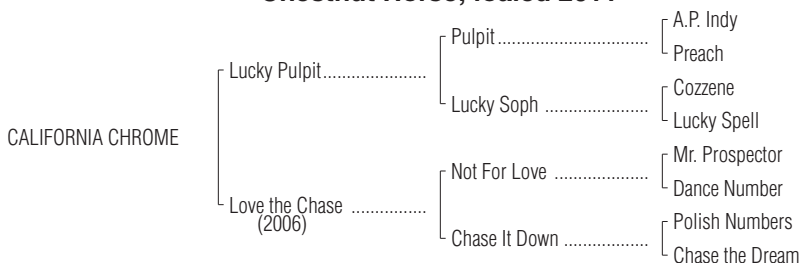 Pulpit........................................ A.P. Indy
Preach
Lucky Pulpit......................
Lucky Soph ........................... Cozzene
Lucky Spell
CALIFORNIA CHROME
Not For Love ......................... Mr. Prospector
Dance Number
Love the Chase ................
(2006)
Chase It Down ...................... Polish Numbers
Chase the Dream